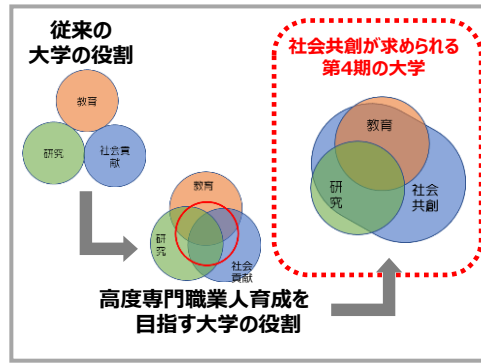 従来の
大学の役割
教育
研究
社会貢
献
教育
研
究
社会
貢献
高度専門職業人育成を
目指す大学の役割
社会共創が求められる
第4期の大学
教育
研
究
社会
共創